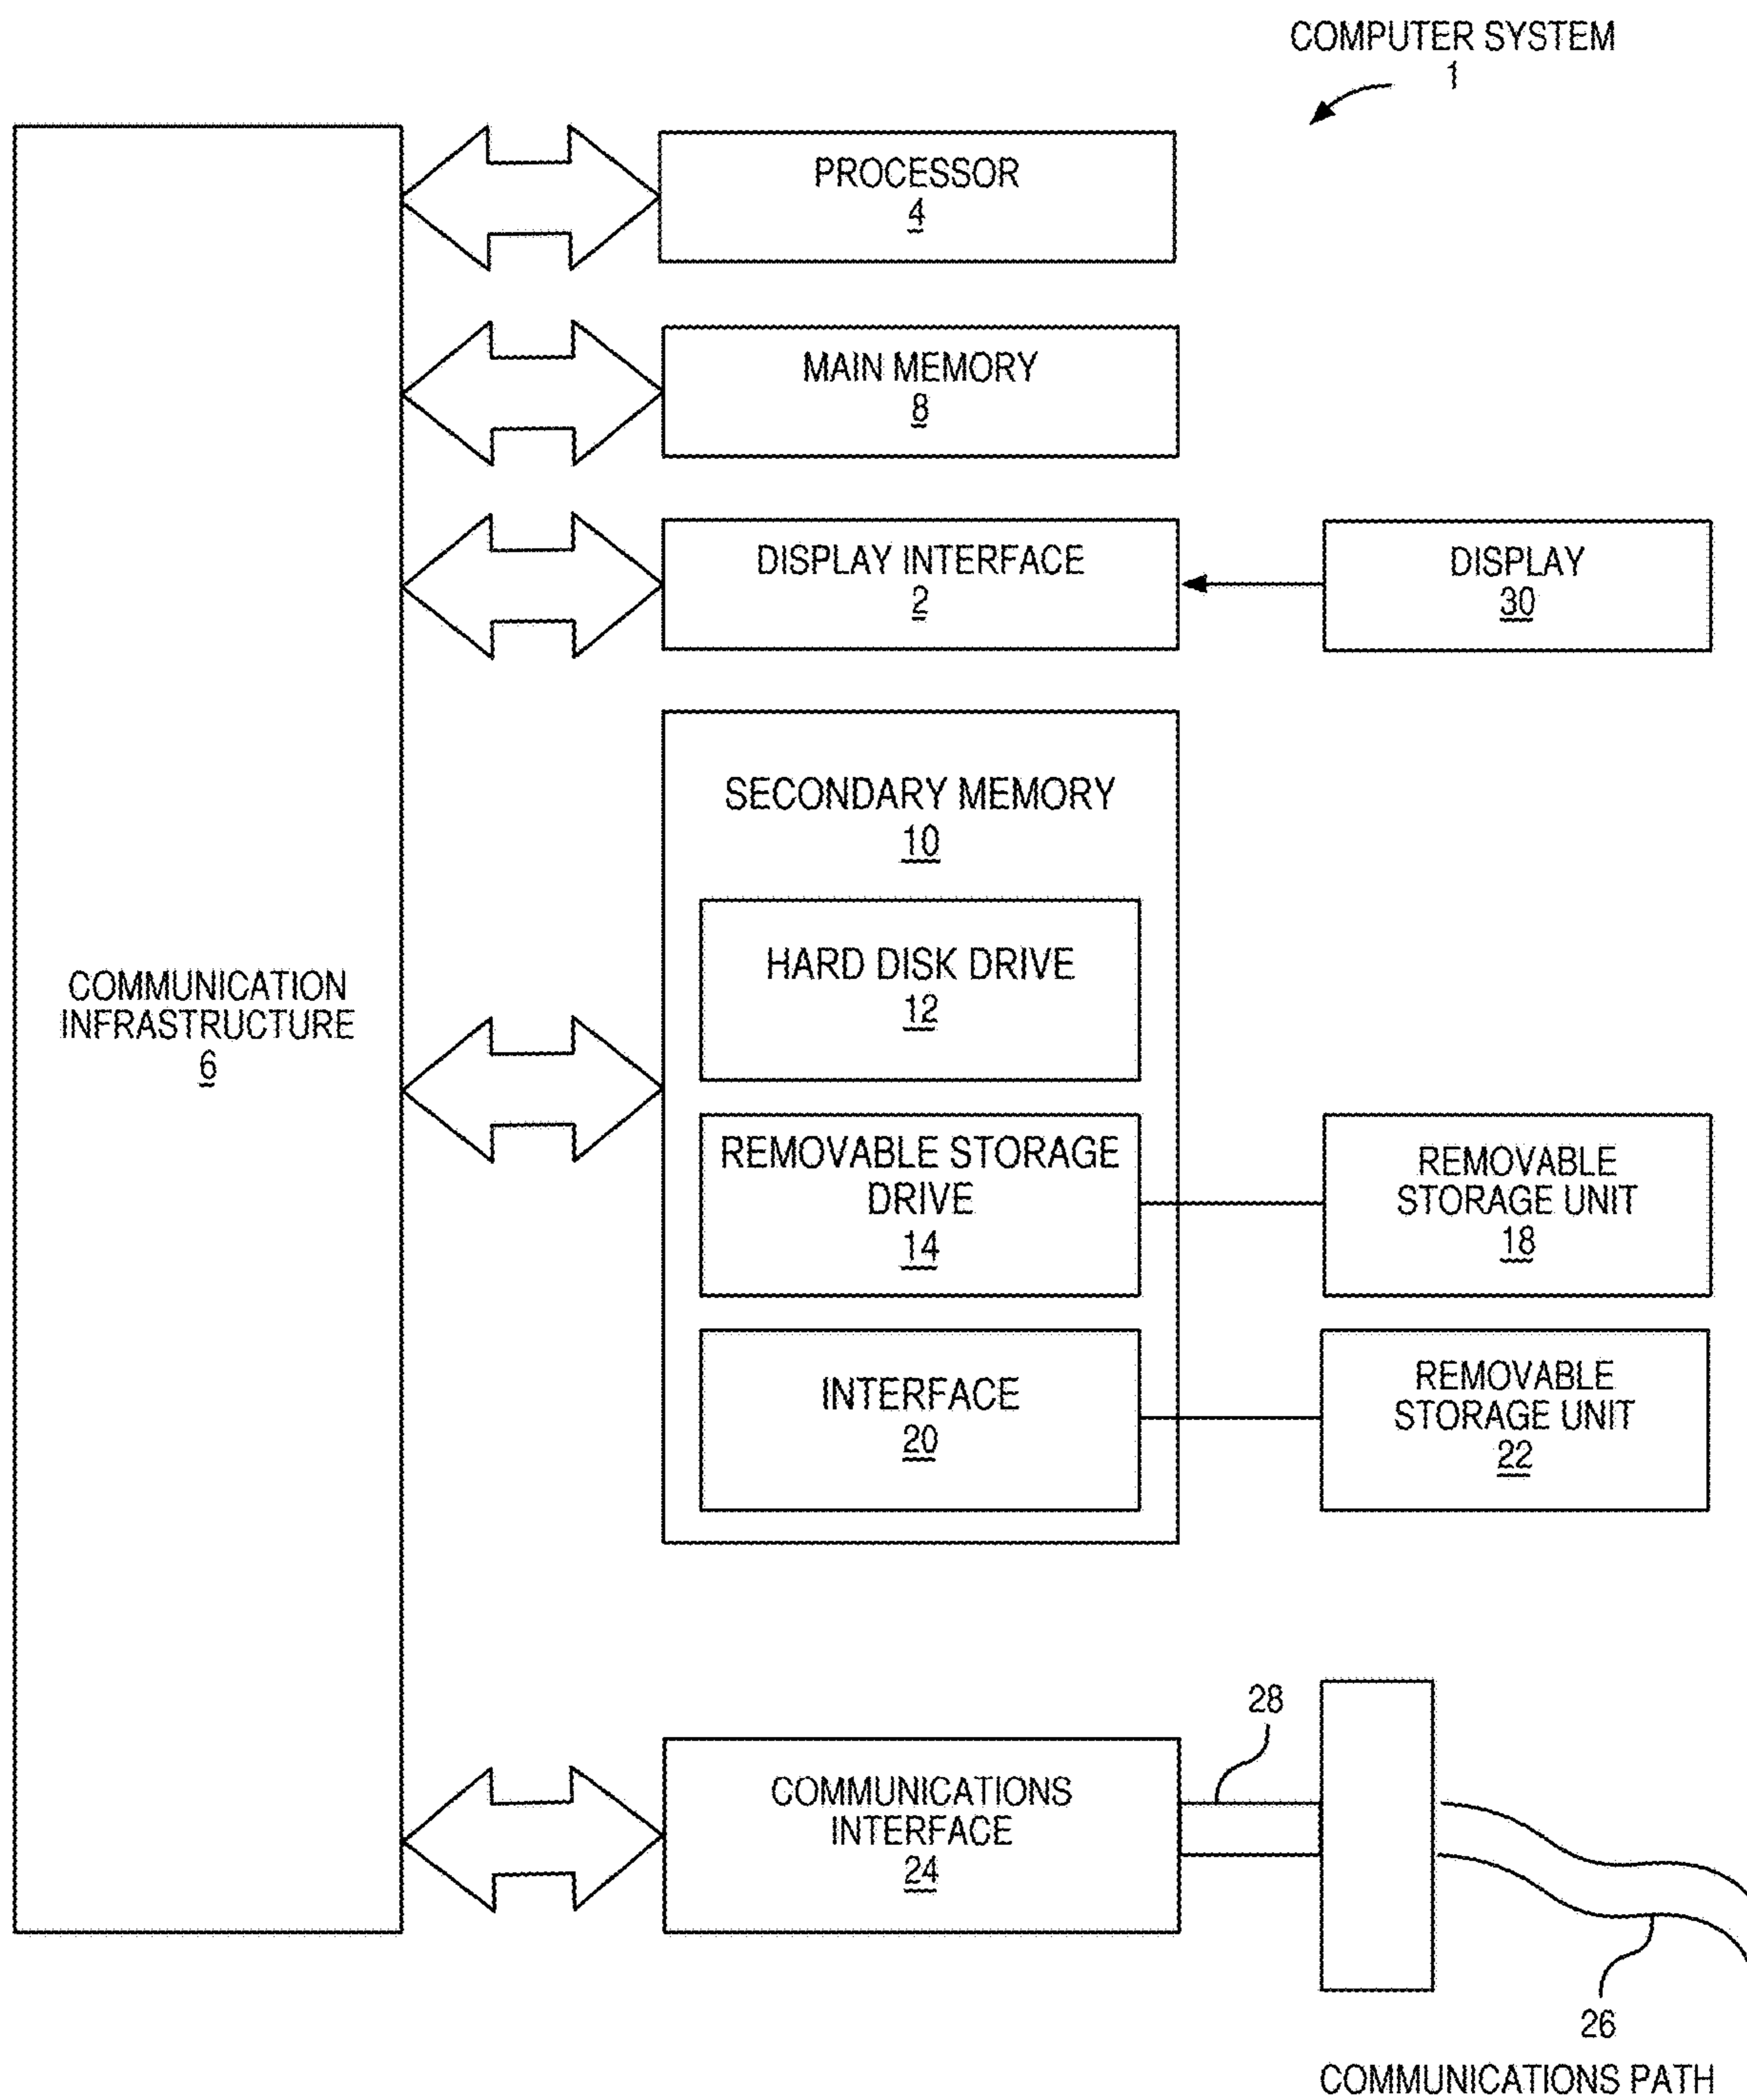 COMPUTER SYSTEM
1
PROCESSOR
4
MAIN MEMORY
8
DISPLAY INTERFACE
2
DISPLAY
30
SECONDARY MEMORY
10
HARD DISK DRIVE
12
COMMUNICATION
INFRASTRUCTURE
6
REMOVABLE STORAGE
DRIVE
14
REMOVABLE
STORAGE UNIT
18
INTERFACE
20
REMOVABLE
STORAGE UNIT
22
28
COMMUNICATIONS
INTERFACE
24
26
COMMUNICATIONS PATH